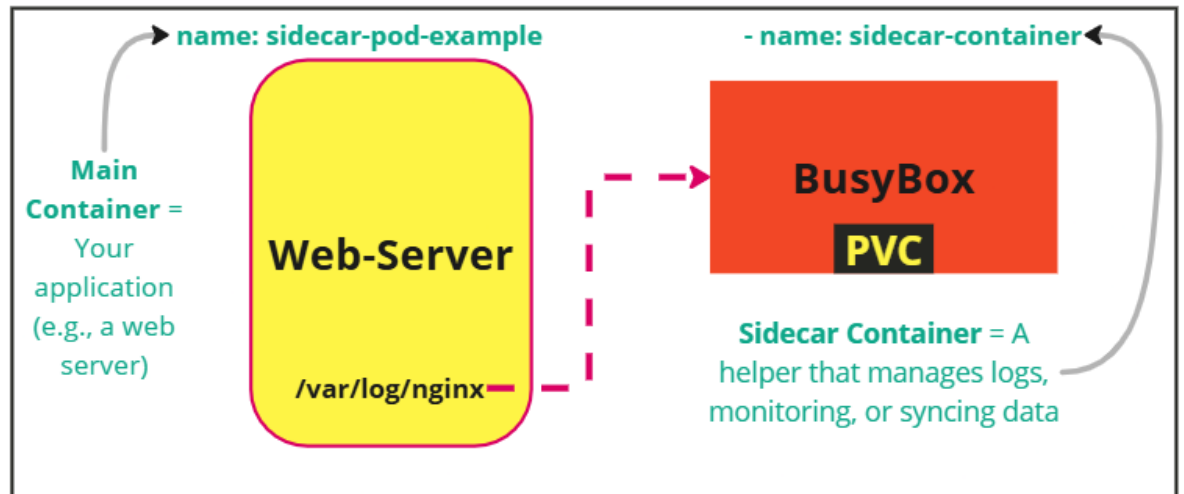 name: sidecar-pod-example
- name: sidecar-container
Main
Container =
Your
application
(e.g., a web
server)
Web-Server
/var/log/nginx
BusyBox
PVC
Sidecar Container = A
helper that manages logs,
monitoring, or syncing data